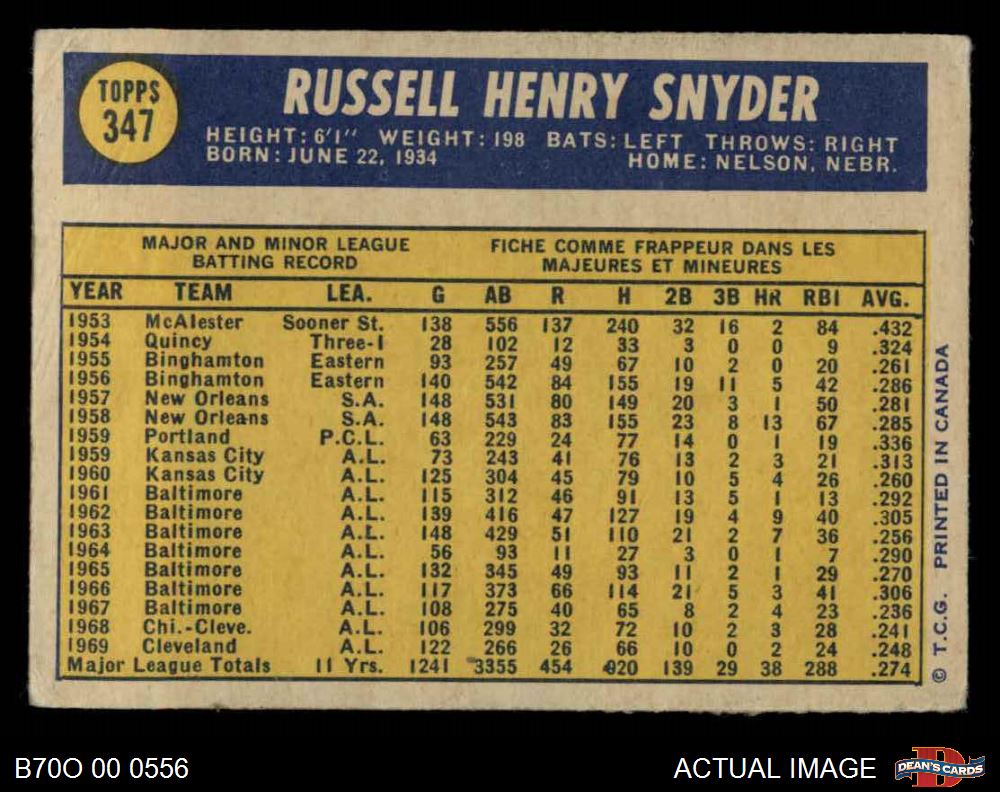 TOPPS
347
RUSSELL HENRY SNYDER
HEIGHT: 6'1" WEIGHT: 198 BATS: LEFT THROWS: RIGHT
BORN: JUNE 22, 1934 HOME: NELSON, NEBR.
MAJOR AND MINOR LEAGUE BATTING RECORD
FICHE COMME FRAPPEUR DANS LES MAJEURES ET MINEURES
YEAR TEAM LEA. G AB R H 2B 3B HR RBI AVG.
1953 McAlester Sooner St. 138 556 137 240 32 16 2 84 .432
1954 Quincy Three-I 28 102 12 33 3 0 0 9 .324
1955 Binghamton Eastern 93 257 49 67 10 2 0 20 .261
1956 Binghamton Eastern 140 542 84 155 19 11 5 42 .286
1957 New Orleans S.A. 148 531 80 149 20 3 1 50 .281
1958 New Orleans S.A. 148 543 83 155 23 8 13 67 .285
1959 Portland P.C.L. 63 229 24 77 14 0 1 19 .336
1959 Kansas City A.L. 73 243 41 76 13 2 3 21 .313
1960 Kansas City A.L. 125 304 45 79 10 5 4 26 .260
1961 Baltimore A.L. 115 312 46 91 13 5 1 13 .292
1962 Baltimore A.L. 139 416 47 127 19 4 9 40 .305
1963 Baltimore A.L. 148 429 51 110 21 2 7 36 .256
1964 Baltimore A.L. 56 93 11 27 3 0 1 7 .290
1965 Baltimore A.L. 132 345 49 93 11 2 1 29 .270
1966 Baltimore A.L. 117 373 66 114 21 5 3 41 .306
1967 Baltimore A.L. 108 275 40 65 8 2 4 23 .236
1968 Chi.-Cleve. A.L. 106 299 32 72 10 2 3 28 .241
1969 Cleveland A.L. 122 266 26 66 10 0 2 24 .248
Major League Totals 11 Yrs. 1241 3355 454 920 139 29 38 288 .274
© T.C.G. PRINTED IN CANADA
B70O 00 0556
ACTUAL IMAGE
DEAN'S CARDS